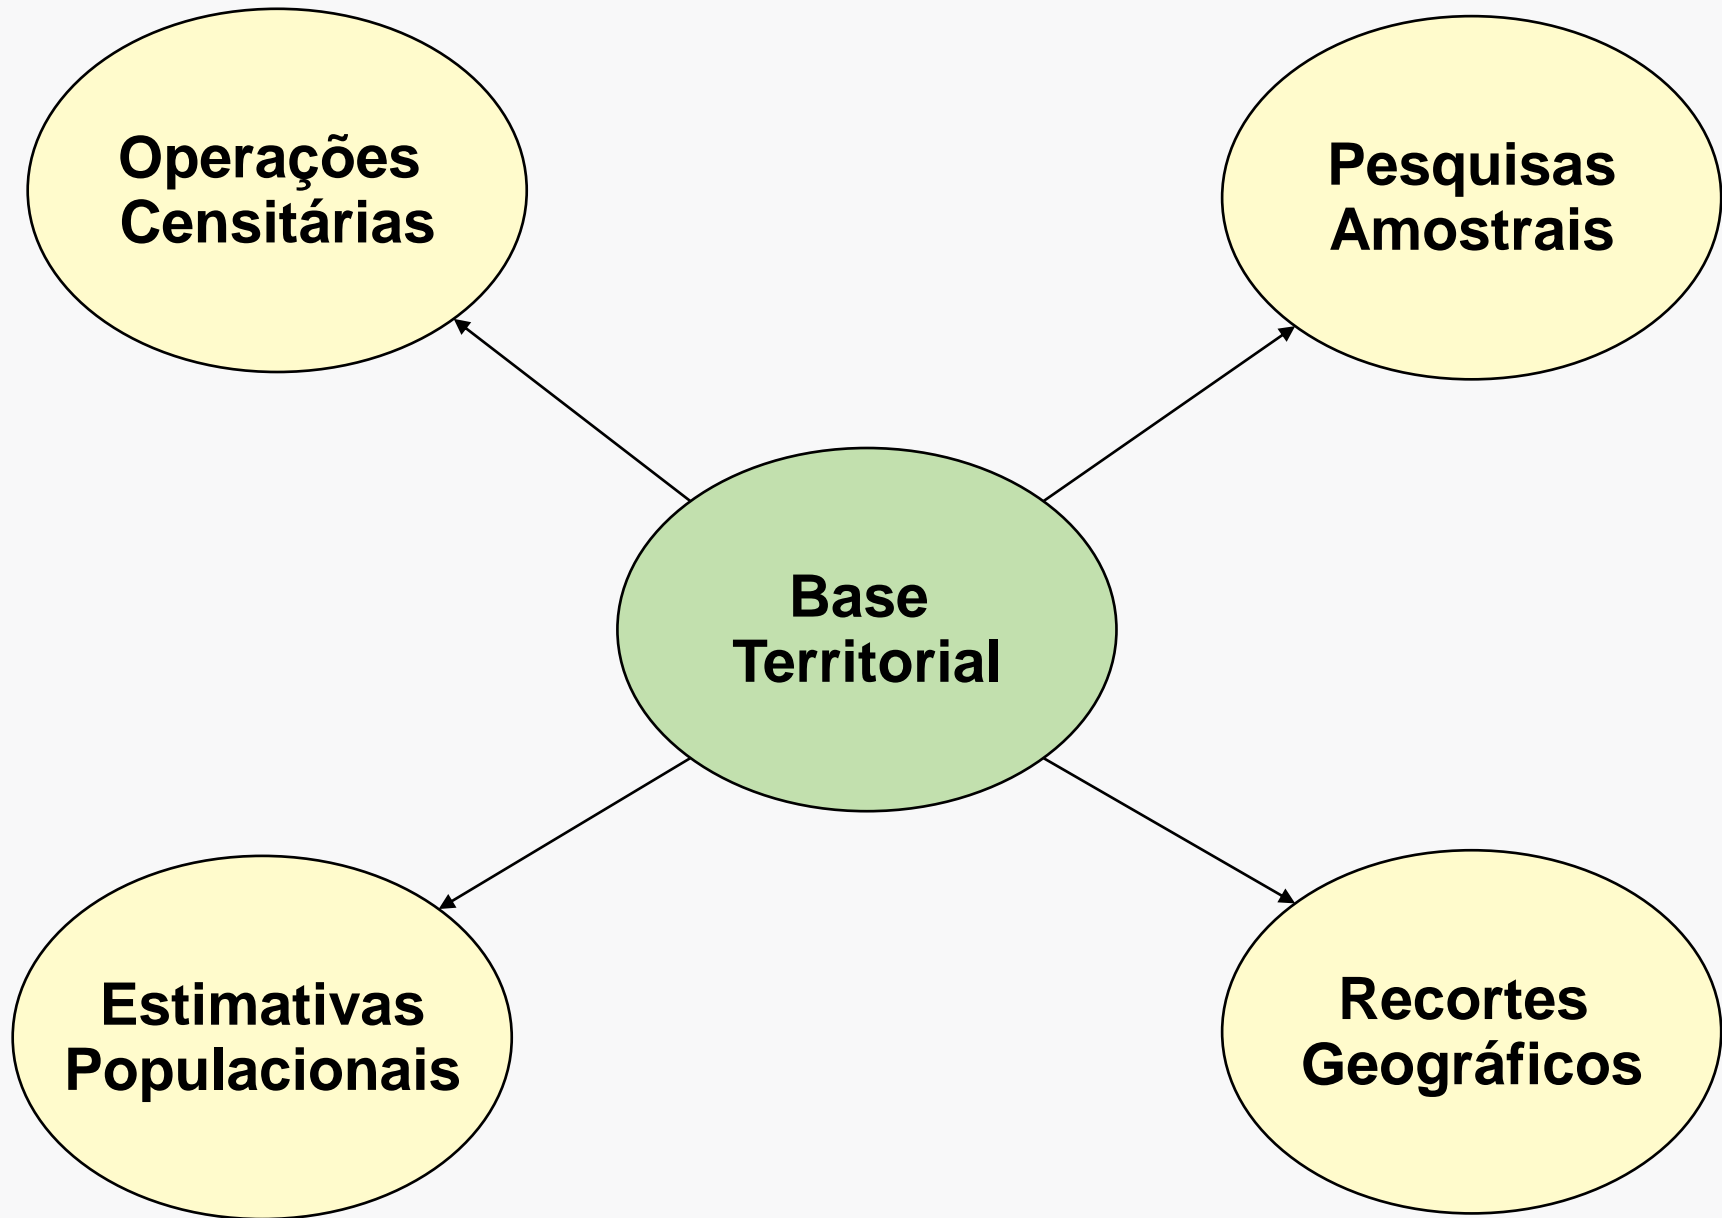 Operações
Censitárias
Pesquisas
Amostrais
Base
Territorial
Estimativas
Populacionais
Recortes
Geográficos